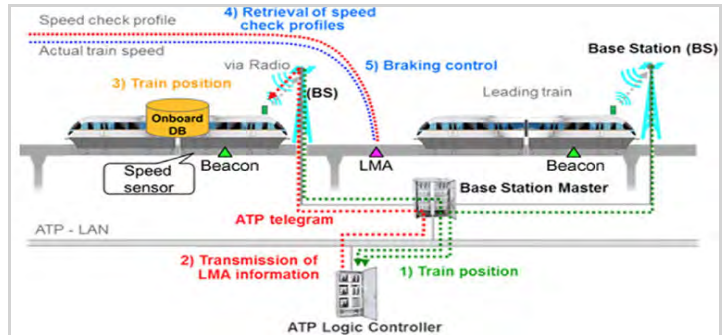 Speed check profile
4) Retrieval of speed
check profiles
Actual train speed
via Radio
5) Braking control
Base Station (BS)
3) Train position
(BS)
Leading train
Onboard
DB
Speed
sensor
Beacon
LMA
Beacon
Base Station Master
ATP telegram
ATP - LAN
2) Transmission of
LMA information
1) Train position
ATP Logic Controller